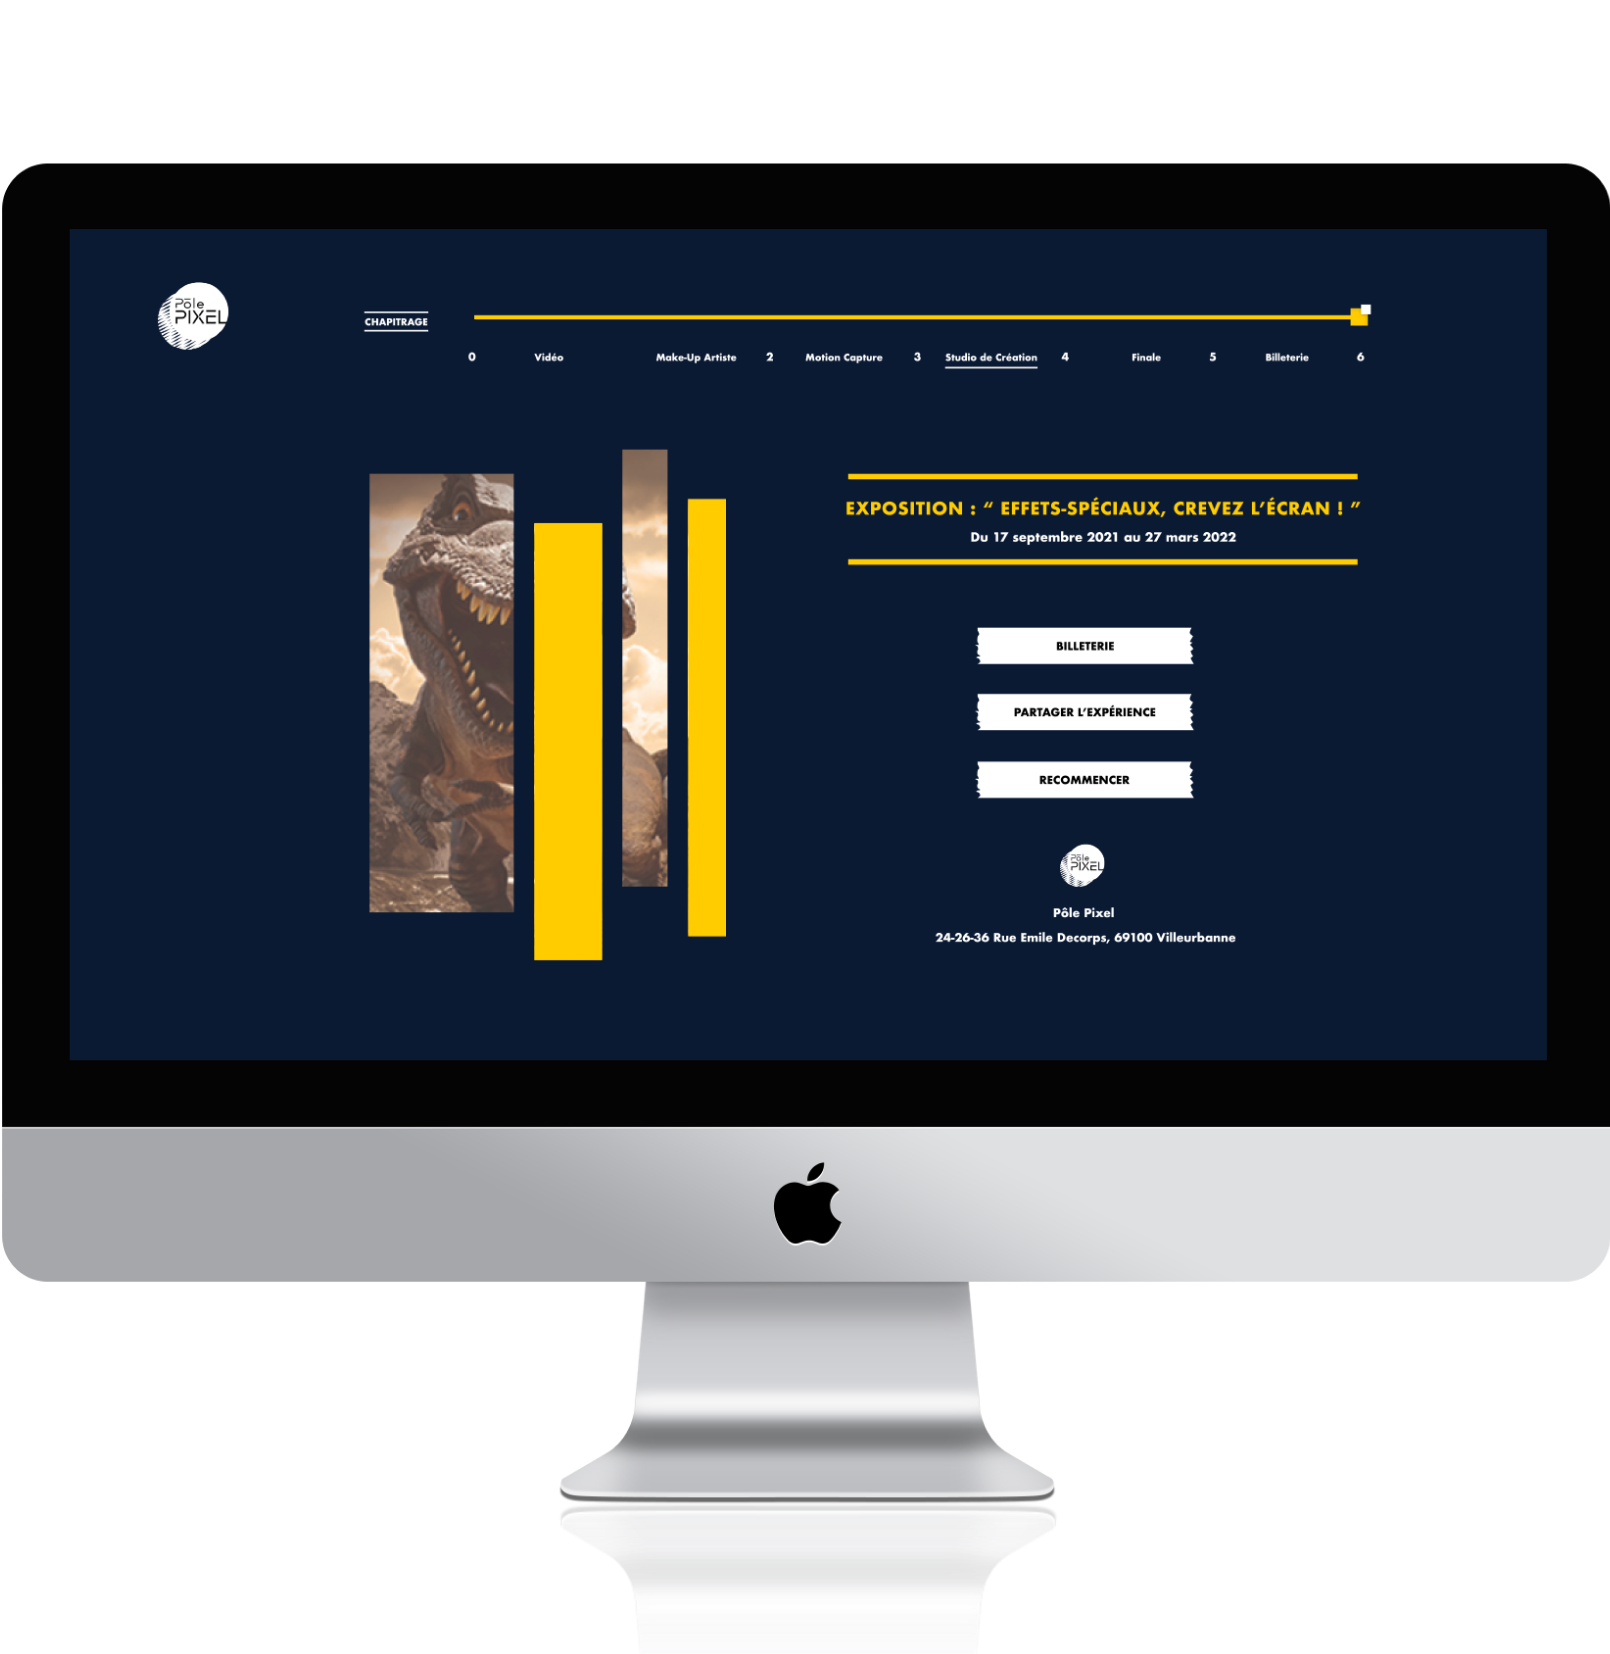 Pôle
PIXEL
CHAPITRAGE
0 Vidéo Make-Up Artiste 2 Motion Capture 3 Studio de Création 4 Finale 5 Billeterie 6
EXPOSITION : “ EFFETS-SPÉCIAUX, CREVEZ L’ÉCRAN ! ”
Du 17 septembre 2021 au 27 mars 2022
BILLETERIE
PARTAGER L’EXPÉRIENCE
RECOMMENCER
Pôle
PIXEL
Pôle Pixel
24-26-36 Rue Emile Decorps, 69100 Villeurbanne